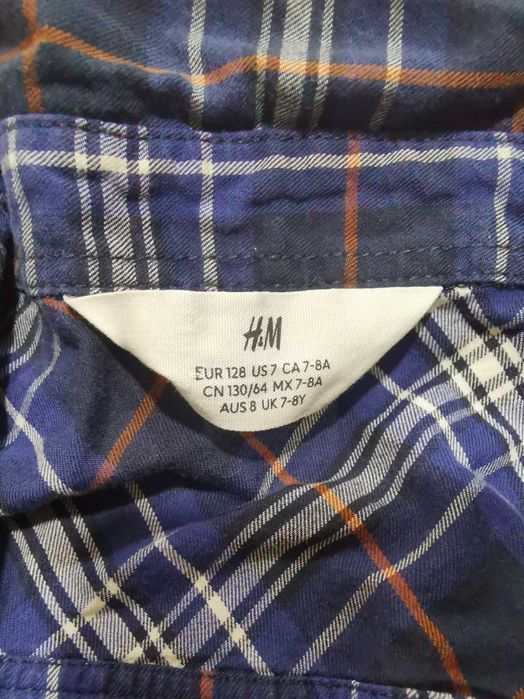 H&M
EUR 128 US 7 CA 7-8A
CN 130/64 MX 7-8A
AUS 8 UK 7-8Y